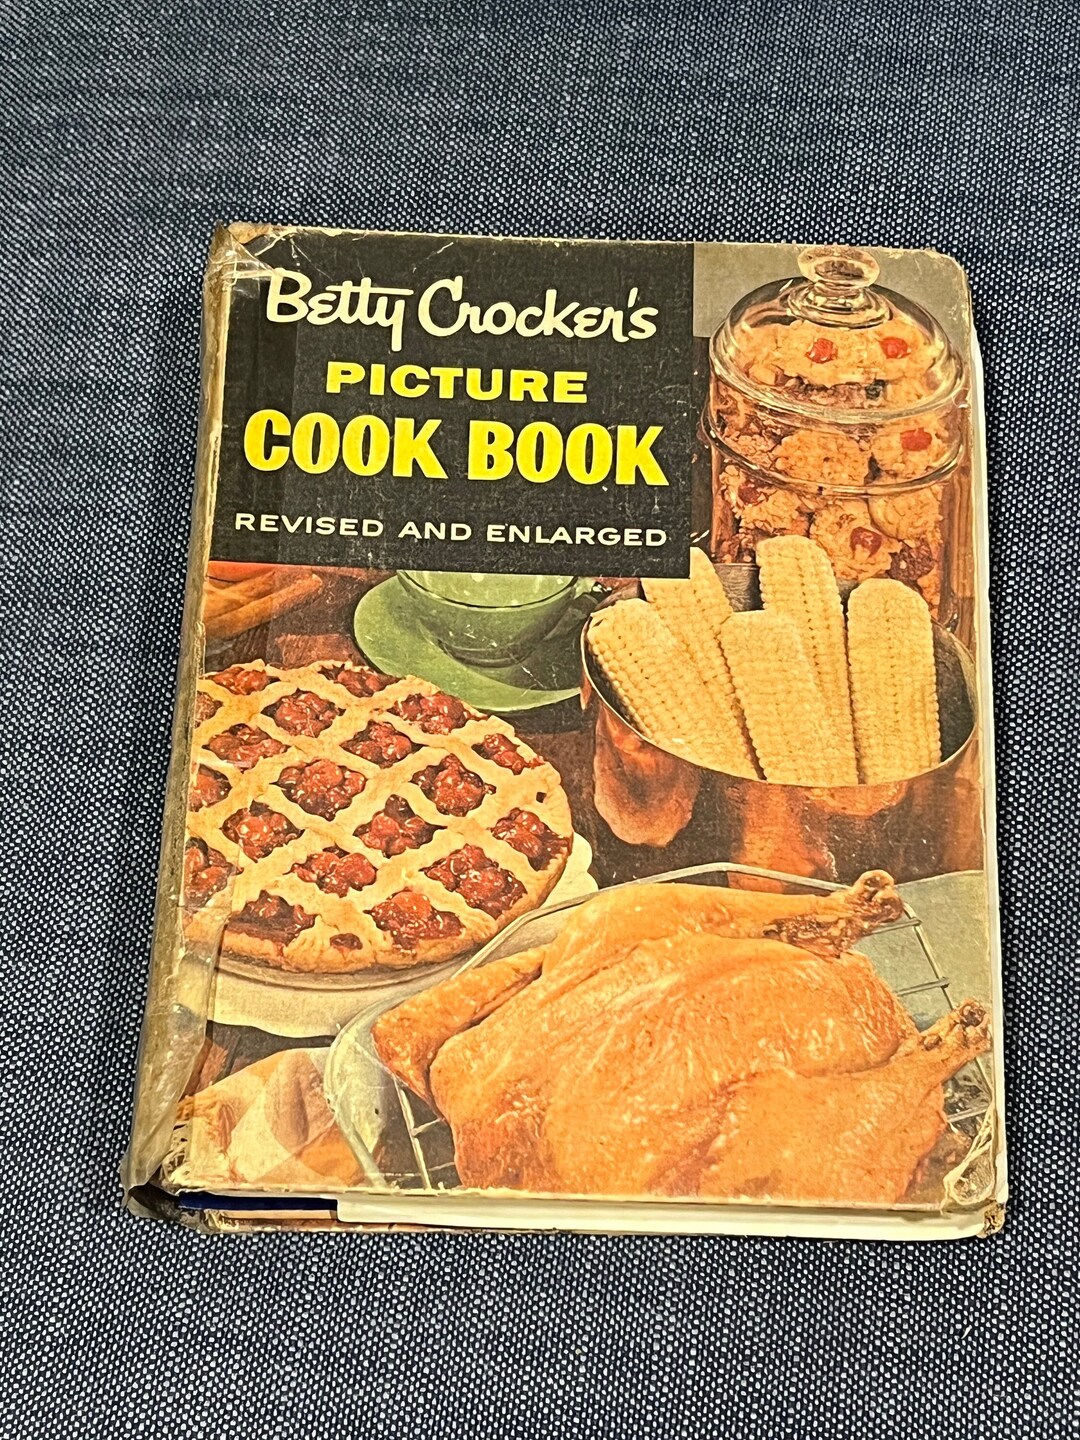 Betty Crocker's
PICTURE
COOK BOOK
REVISED AND ENLARGED